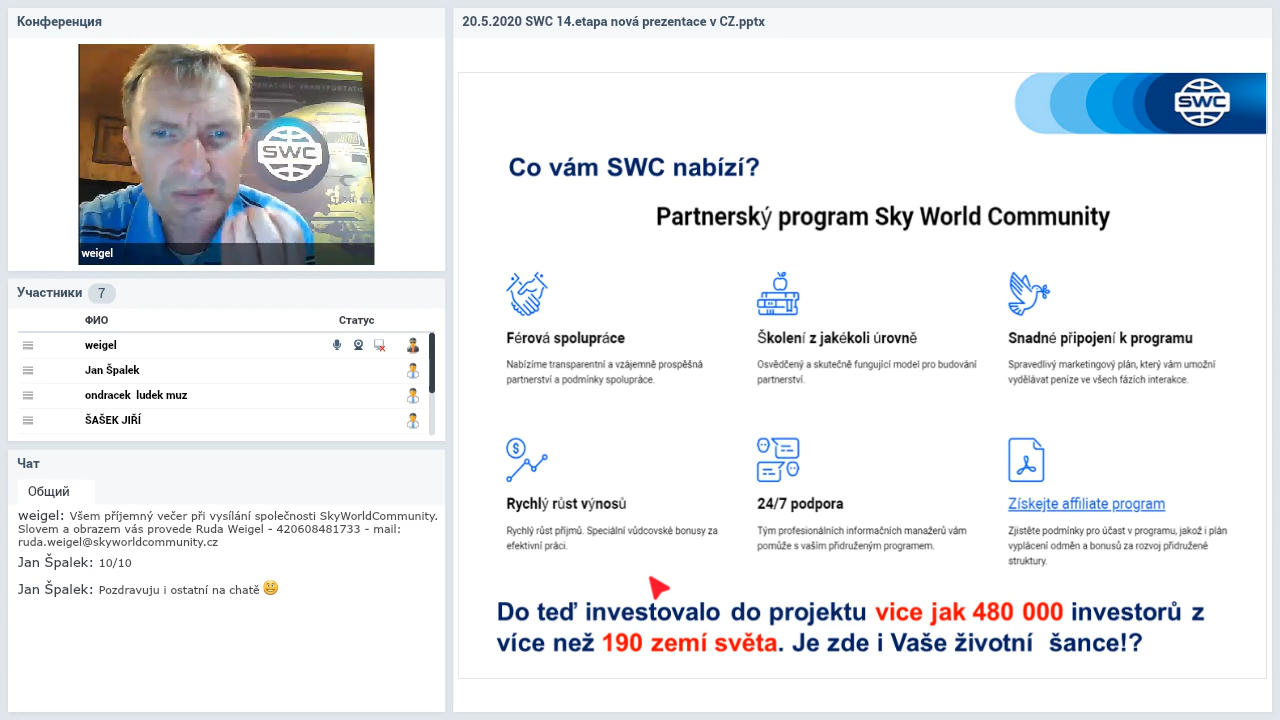 Конференция
SWC
weigel
Участники 7
ФИО Статус
weigel
Jan Špalek
ondracek ludek muz
ŠAŠEK JIŘÍ
Чат
Общий
weigel: Všem příjemný večer při vysílání společnosti SkyWorldCommunity.
Slovem a obrazem vás provede Ruda Weigel - 420608481733 - mail:
ruda.weigel@skyworldcommunity.cz
Jan Špalek: 10/10
Jan Špalek: Pozdravuju i ostatní na chatě
20.5.2020 SWC 14.etapa nová prezentace v CZ.pptx
SWC
Co vám SWC nabízí?
Partnerský program Sky World Community
Férová spolupráce
Nabízíme transparentní a vzájemně prospěšná
partnerství a podmínky spolupráce.
Školení z jakékoli úrovně
Osvědčený a skutečně fungující model pro budování
partnerství.
Snadné připojení k programu
Spravedlivý marketingový plán, který vám umožní
vydělávat peníze ve všech fázích interakce.
Rychlý růst výnosů
Rychlý růst příjmů. Speciální vůdcovské bonusy za
efektivní práci.
24/7 podpora
Tým profesionálních informačních manažerů vám
pomůže s vaším přidruženým programem.
Získejte affiliate program
Zjistěte podmínky pro účast v programu, jakož i plán
vyplácení odměn a bonusů za rozvoj přidružené
struktury.
Do teď investovalo do projektu vice jak 480 000 investorů z
více než 190 zemí světa. Je zde i Vaše životní šance!?